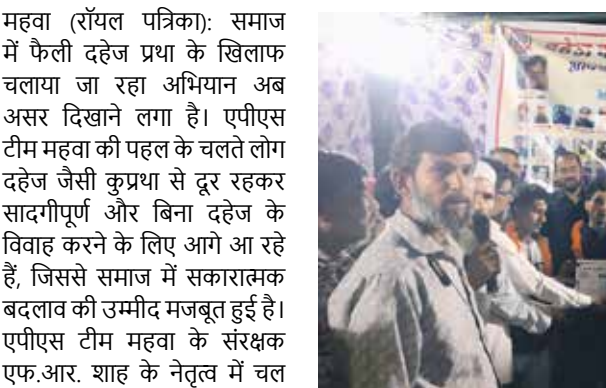 महवा (रॉयल पत्रिका): समाज
में फैली दहेज प्रथा के खिलाफ
चलाया जा रहा अभियान अब
असर दिखाने लगा है। एपीएस
टीम महवा की पहल के चलते लोग
दहेज जैसी कुप्रथा से दूर रहकर
सादगीपूर्ण और बिना दहेज के
विवाह करने के लिए आगे आ रहे
हैं, जिससे समाज में सकारात्मक
बदलाव की उम्मीद मजबूत हुई है।
एपीएस टीम महवा के संरक्षक
एफ.आर. शाह के नेतृत्व में चल